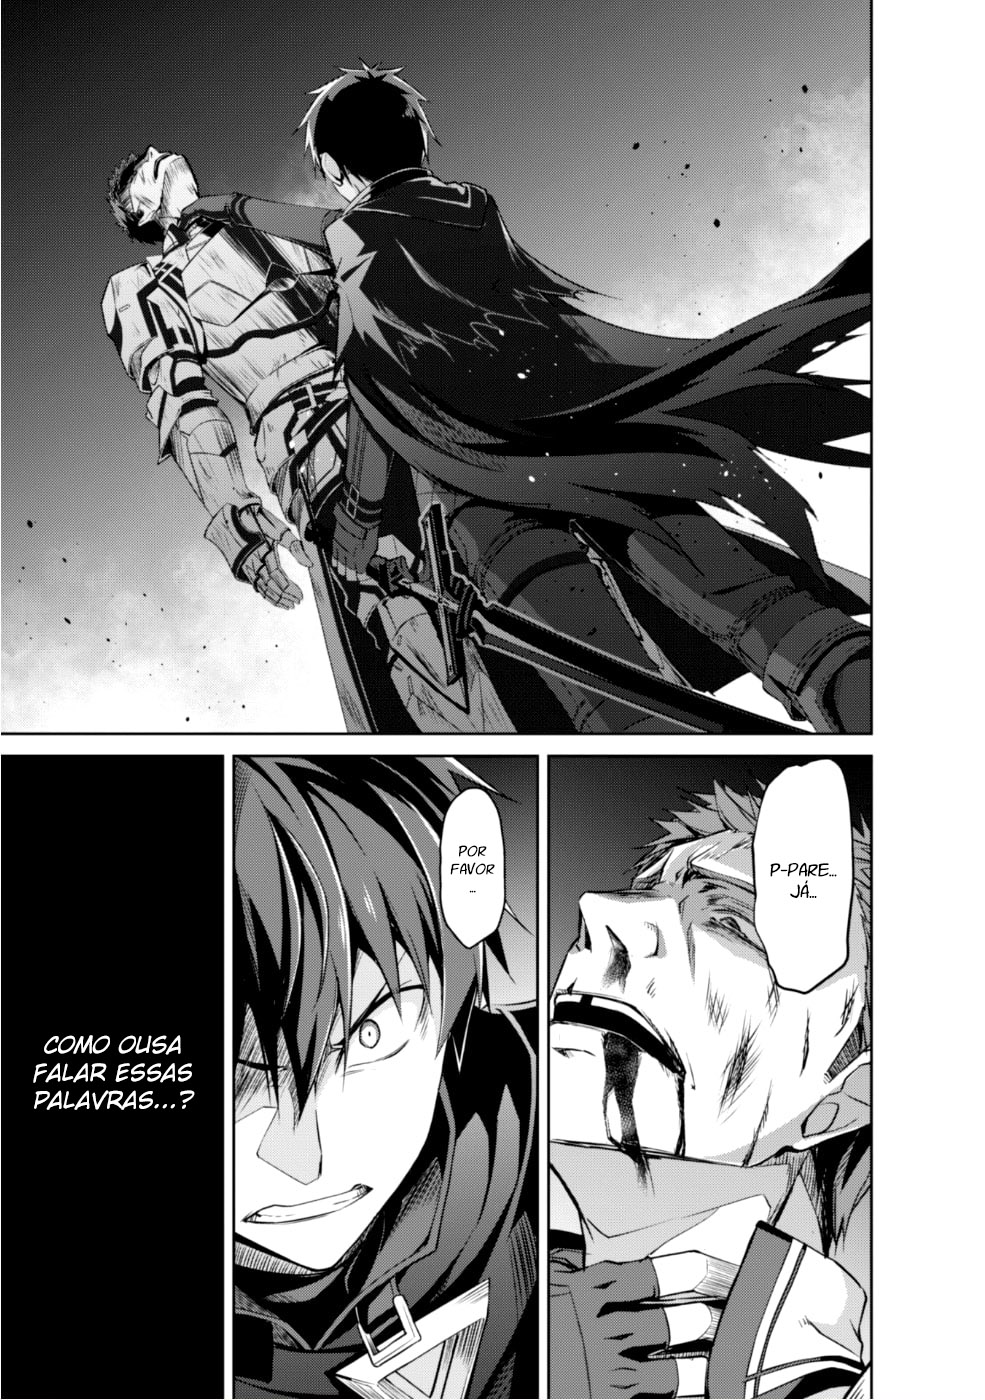 P-PARE...
JÁ...
POR
FAVOR
...
COMO OUSA
FALAR ESSAS
PALAVRAS...?